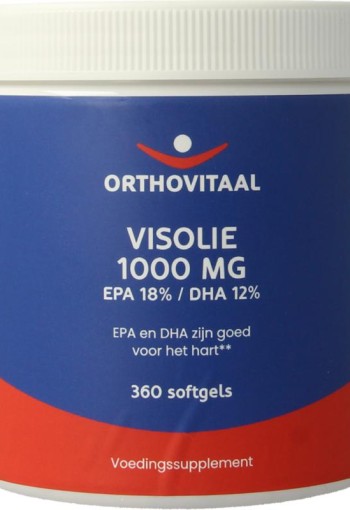 ORTHOVITAAL
VISOLIE
1000 MG
EPA 18% / DHA 12%
EPA en DHA zijn goed
voor het hart**
360 softgels
Voedingssupplement